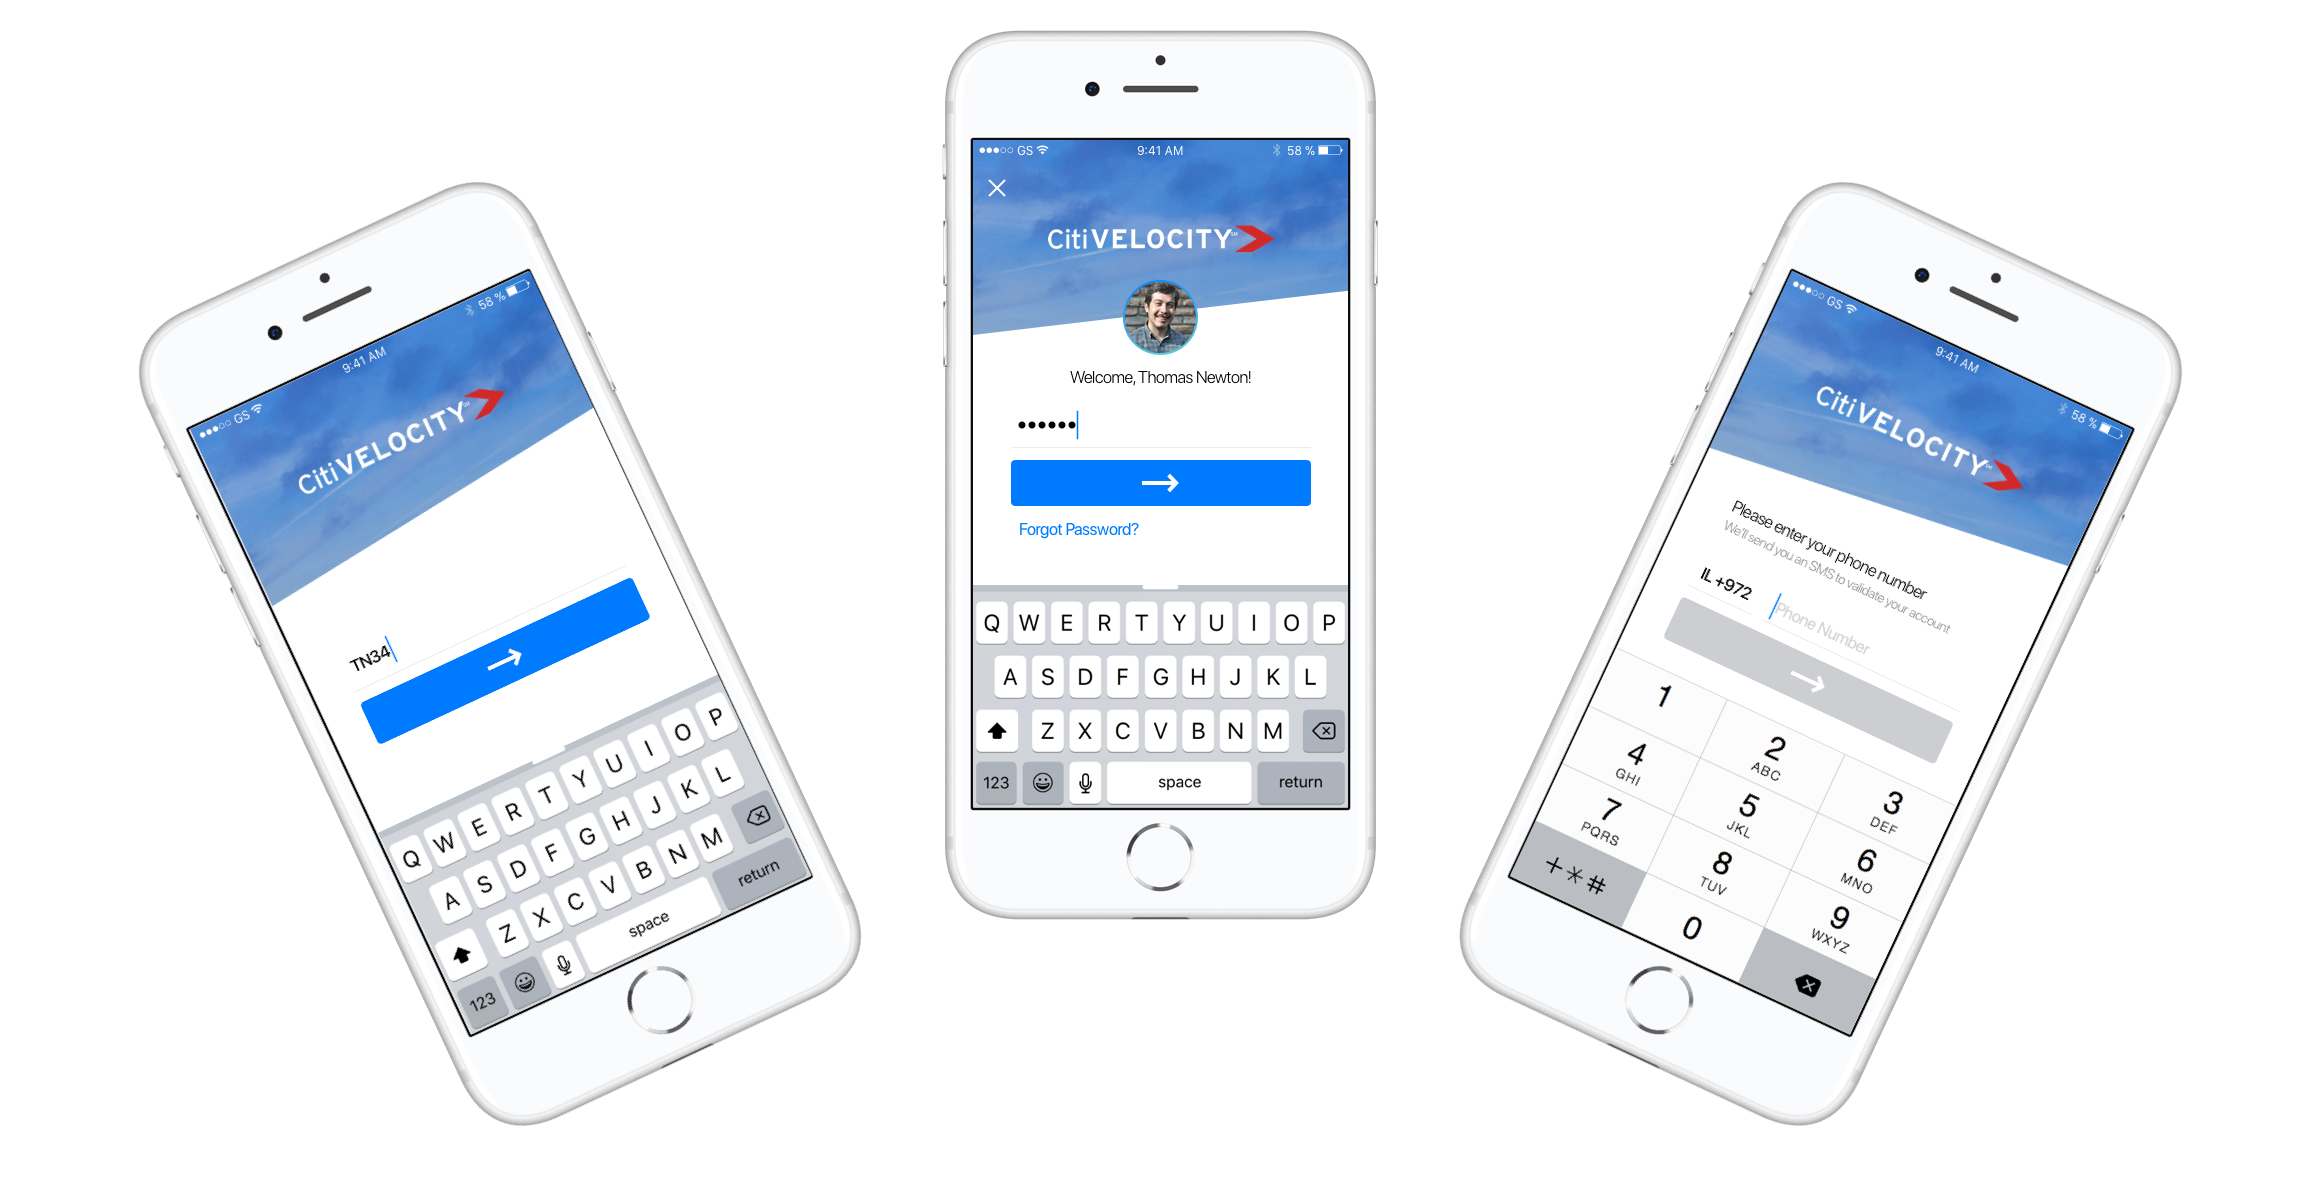 GS 9:41 AM 58 %
CitiVELOCITY℠
TN34
Q W E R T Y U I O P
A S D F G H J K L
Z X C V B N M
123 space return
GS 9:41 AM 58 %
CitiVELOCITY℠
Welcome, Thomas Newton!
Forgot Password?
Q W E R T Y U I O P
A S D F G H J K L
Z X C V B N M
123 space return
GS 9:41 AM 58 %
CitiVELOCITY℠
Please enter your phone number
We'll send you an SMS to validate your account
IL +972 Phone Number
1 2 3
ABC DEF
4 5 6
GHI JKL MNO
7 8 9
PQRS TUV WXYZ
+*# 0